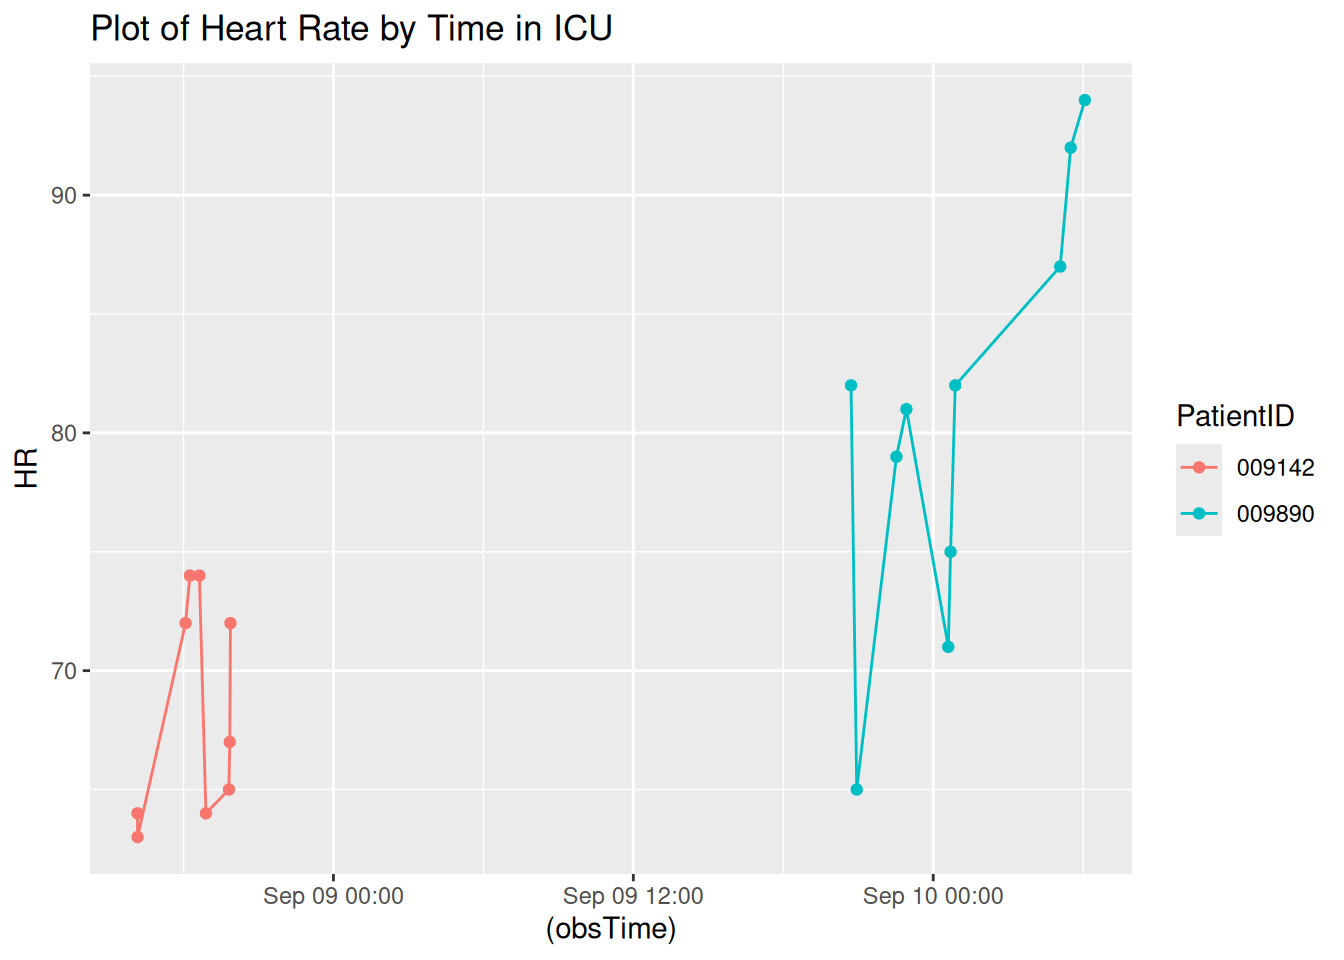 Plot of Heart Rate by Time in ICU
HR
90
80
70
Sep 09 00:00
Sep 09 12:00
Sep 10 00:00
(obsTime)
PatientID
009142
009890